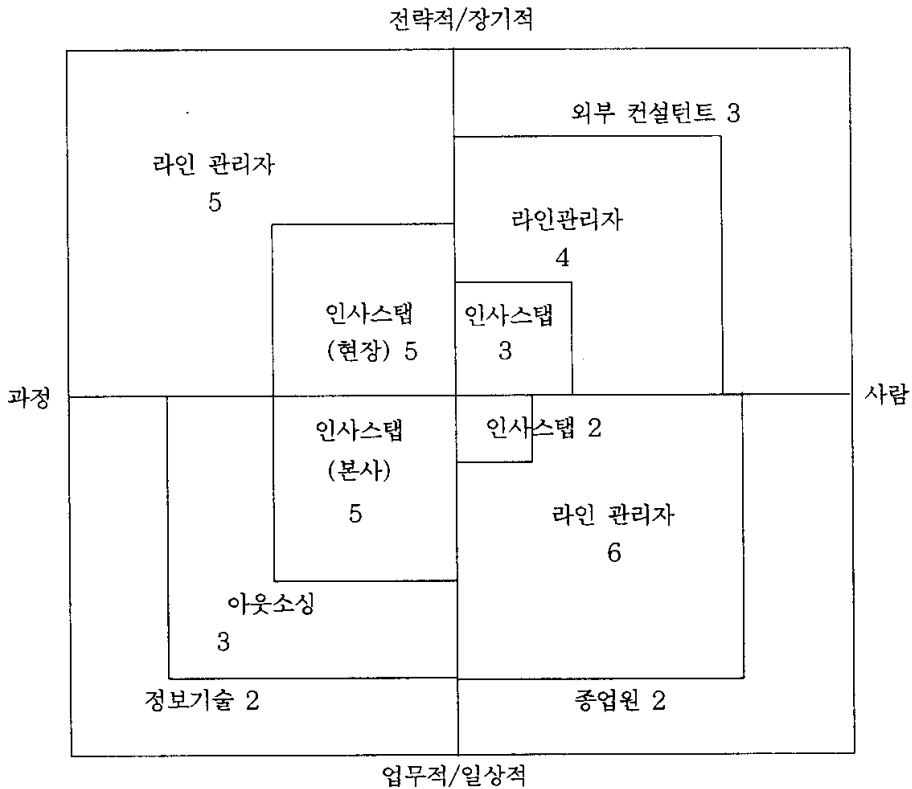 전략적/장기적
외부 컨설턴트 3
라인 관리자
5
라인관리자
4
인사스탭
(현장) 5
인사스탭
3
과정
사람
인사스탭
(본사)
5
인사스탭 2
라인 관리자
6
아웃소싱
3
정보기술 2
종업원 2
업무적/일상적